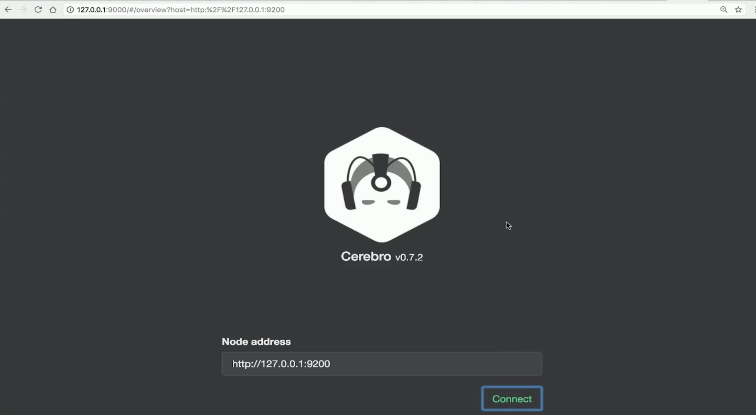 127.0.0.1:9000/#/overview?host=http:%2F%2F127.0.0.1:9200
Cerebro v0.7.2
Node address
http://127.0.0.1:9200
Connect